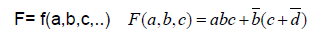 F= f(a,b,c,..) F(a,b,c) = abc + b̅(c + d̅)